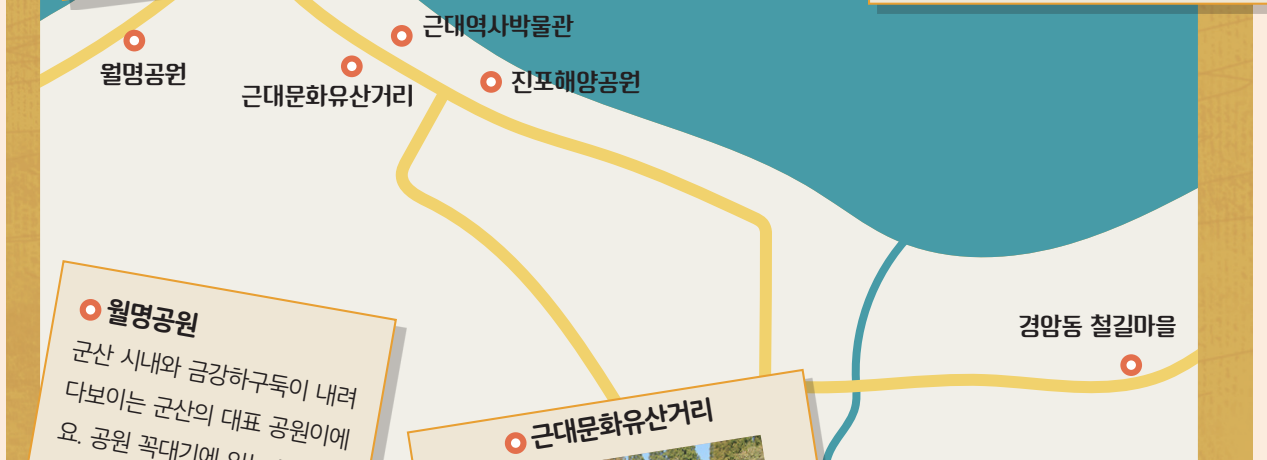 근대역사박물관
월명공원
근대문화유산거리
진포해양공원
경암동 철길마을
월명공원
군산 시내와 금강하구둑이 내려
다보이는 군산의 대표 공원이에
요. 공원 꼭대기에
근대문화유산거리